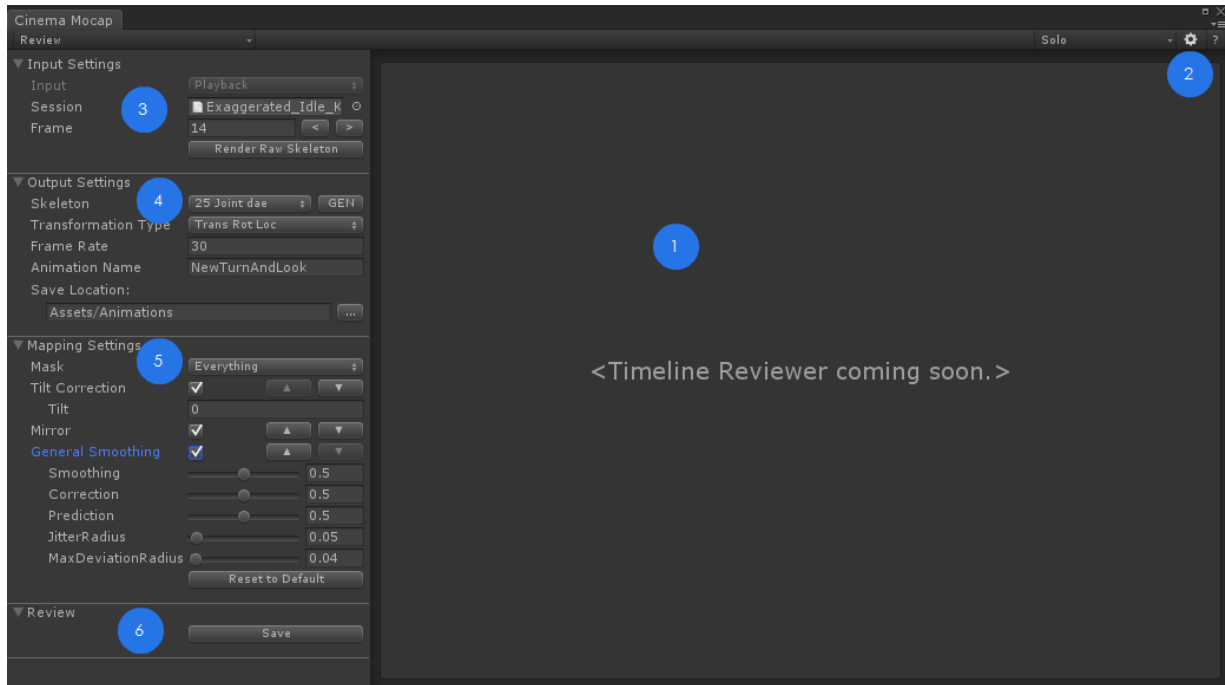 Cinema Mocap
Review Solo ?
Input Settings
2
Input Playback
Session Exaggerated_Idle_K
3
Frame 14 < >
Render Raw Skeleton
Output Settings
4
Skeleton 25 Joint dae GEN
Transformation Type Trans Rot Loc
Frame Rate 30
1
Animation Name NewTurnAndLook
Save Location:
Assets/Animations ...
Mapping Settings
5
Mask Everything
<Timeline Reviewer coming soon.>
Tilt Correction
Tilt 0
Mirror
General Smoothing
Smoothing 0.5
Correction 0.5
Prediction 0.5
JitterRadius 0.05
MaxDeviationRadius 0.04
Reset to Default
Review
6
Save